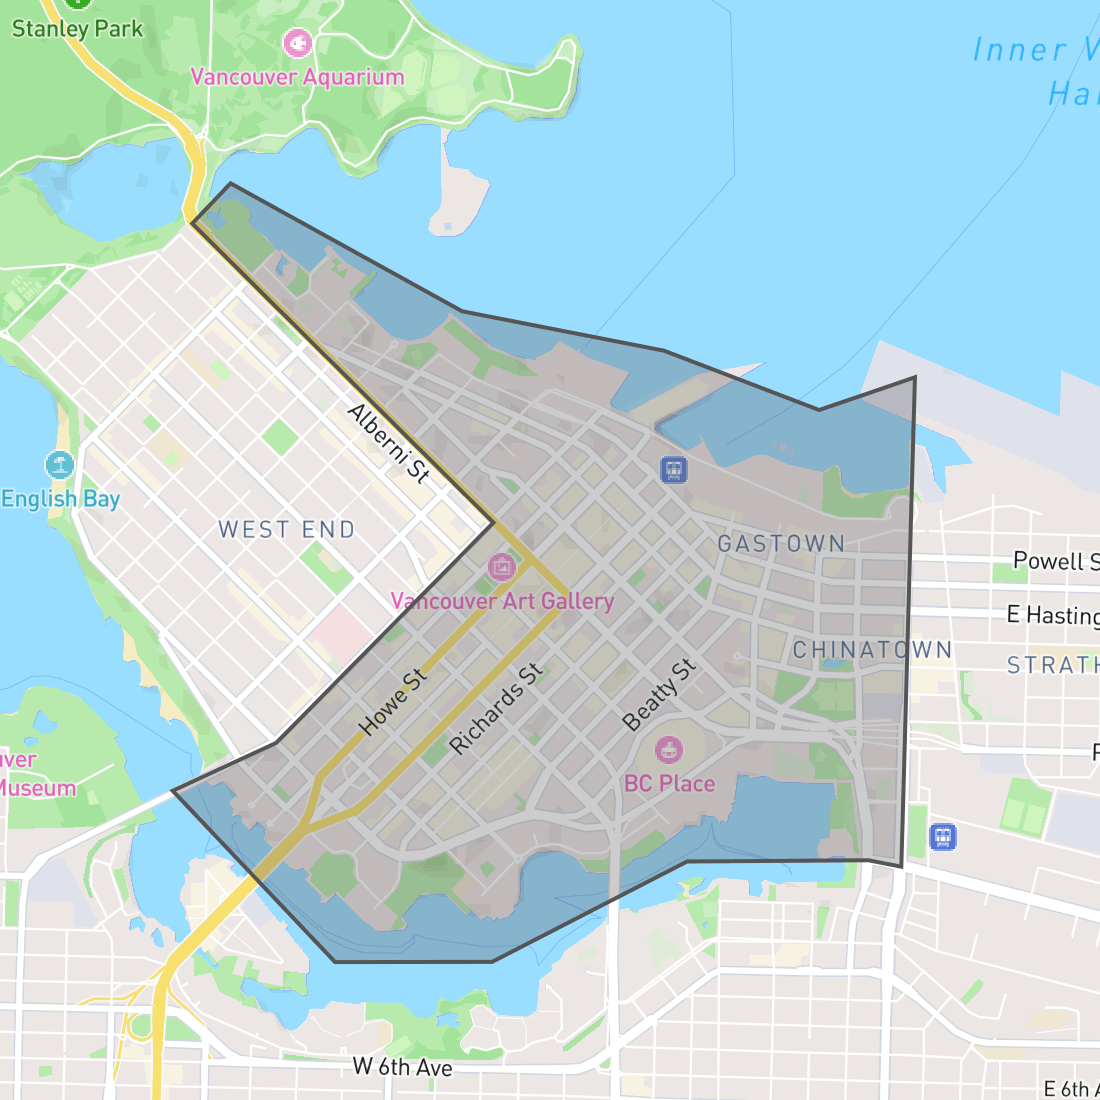 Stanley Park
Vancouver Aquarium
Inner V
Har
Alberni St
English Bay
WEST END
GASTOWN
Powell S
Vancouver Art Gallery
E Hasting
CHINATOWN
STRATH
Howe St
Richards St
Beatty St
BC Place
uver
Museum
W 6th Ave
E 6th A